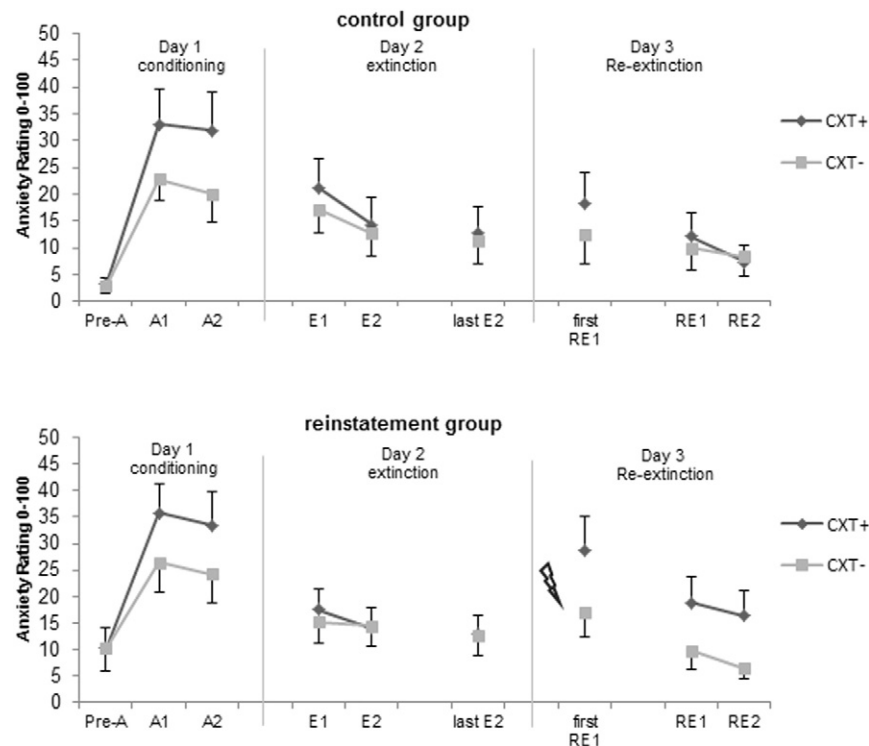 control group
50
45
40
35
30
25
20
15
10
5
0
Anxiety Rating 0-100
Day 1
conditioning
Day 2
extinction
Day 3
Re-extinction
CXT+
CXT-
Pre-A A1 A2 E1 E2 last E2 first RE1 RE2
RE1
reinstatement group
50
45
40
35
30
25
20
15
10
5
0
Anxiety Rating 0-100
Day 1
conditioning
Day 2
extinction
Day 3
Re-extinction
CXT+
CXT-
Pre-A A1 A2 E1 E2 last E2 first RE1 RE2
RE1